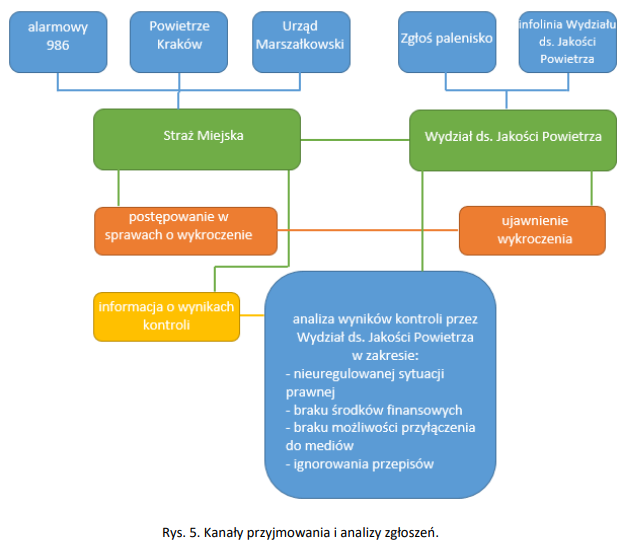 alarmowy
986
Powietrze
Kraków
Urząd
Marszałkowski
Zgłoś palenisko
infolinia Wydziału
ds. Jakości
Powietrza
Straż Miejska
Wydział ds. Jakości Powietrza
postępowanie w
sprawach o wykroczenie
ujawnienie
wykroczenia
informacja o wynikach
kontroli
analiza wyników kontroli przez
Wydział ds. Jakości Powietrza
w zakresie:
- nieuregulowanej sytuacji
prawnej
- braku środków finansowych
- braku możliwości przyłączenia
do mediów
- ignorowania przepisów
Rys. 5. Kanały przyjmowania i analizy zgłoszeń.